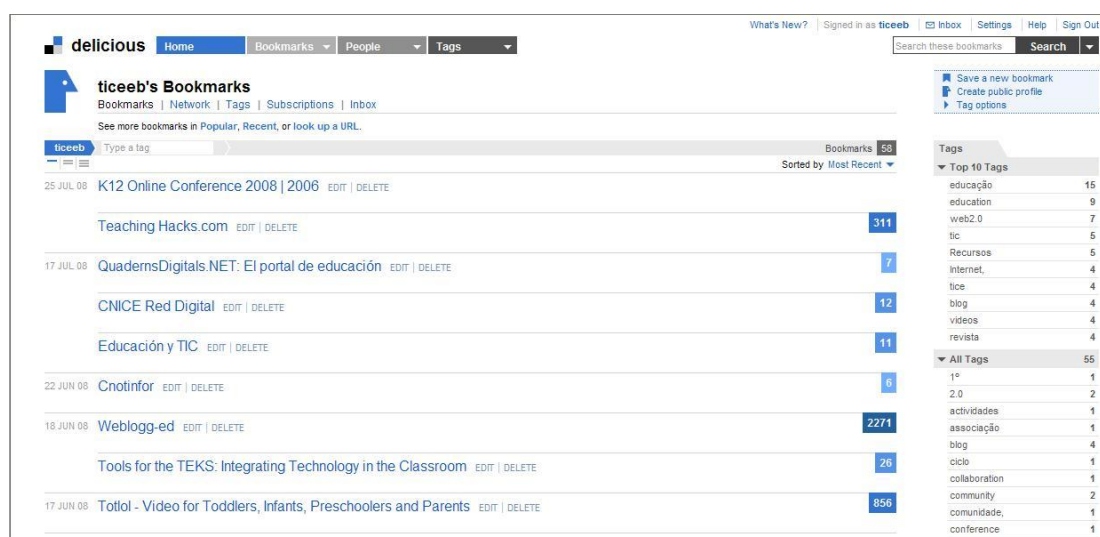 What's New? Signed in as ticeeb Inbox Settings Help Sign Out
delicious Home Bookmarks People Tags Search these bookmarks Search
ticeeb's Bookmarks
Bookmarks | Network | Tags | Subscriptions | Inbox
See more bookmarks in Popular, Recent, or look up a URL.
Save a new bookmark
Create public profile
Tag options
ticeeb Type a tag Bookmarks 58
Sorted by Most Recent
25 JUL 08 K12 Online Conference 2008 | 2006 EDIT | DELETE
Teaching Hacks.com EDIT | DELETE 311
17 JUL 08 QuadernsDigitals.NET: El portal de educación EDIT | DELETE 7
CNICE Red Digital EDIT | DELETE 12
Educación y TIC EDIT | DELETE 11
22 JUN 08 Cnotinfor EDIT | DELETE 6
18 JUN 08 Weblogg-ed EDIT | DELETE 2271
Tools for the TEKS: Integrating Technology in the Classroom EDIT | DELETE 26
17 JUN 08 Totlol - Video for Toddlers, Infants, Preschoolers and Parents EDIT | DELETE 856
Tags
Top 10 Tags
educação 15
education 9
web2.0 7
tic 5
Recursos 5
Internet, 4
tice 4
blog 4
videos 4
revista 4
All Tags 55
1º 1
2.0 2
actividades 1
associação 1
blog 4
ciclo 1
collaboration 1
community 2
comunidade, 1
conference 1